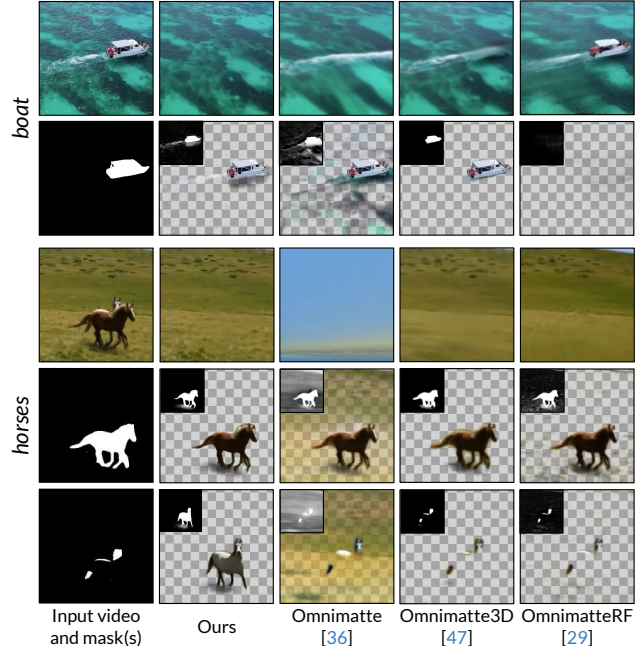 boat
horses
Input video
and mask(s)
Ours
Omnimatte
[36]
Omnimatte3D
[47]
OmnimatteRF
[29]